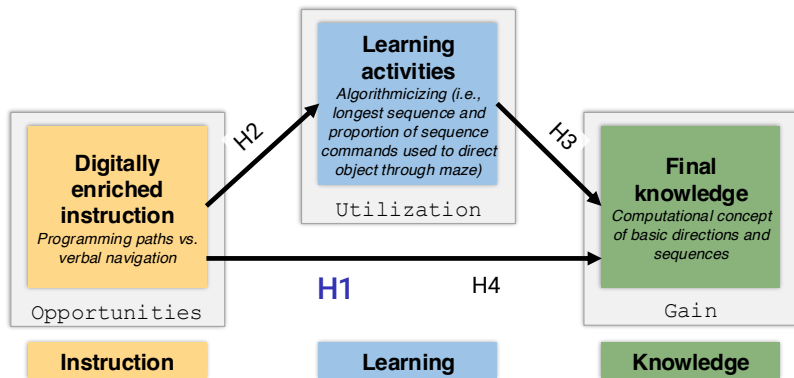 Learning
activities
Algorithmicizing (i.e.,
longest sequence and
proportion of sequence
commands used to direct
object through maze)
Utilization
H2
H3
Digitally
enriched
instruction
Programming paths vs.
verbal navigation
Opportunities
Final
knowledge
Computational concept
of basic directions and
sequences
Gain
H1
H4
Instruction
Learning
Knowledge